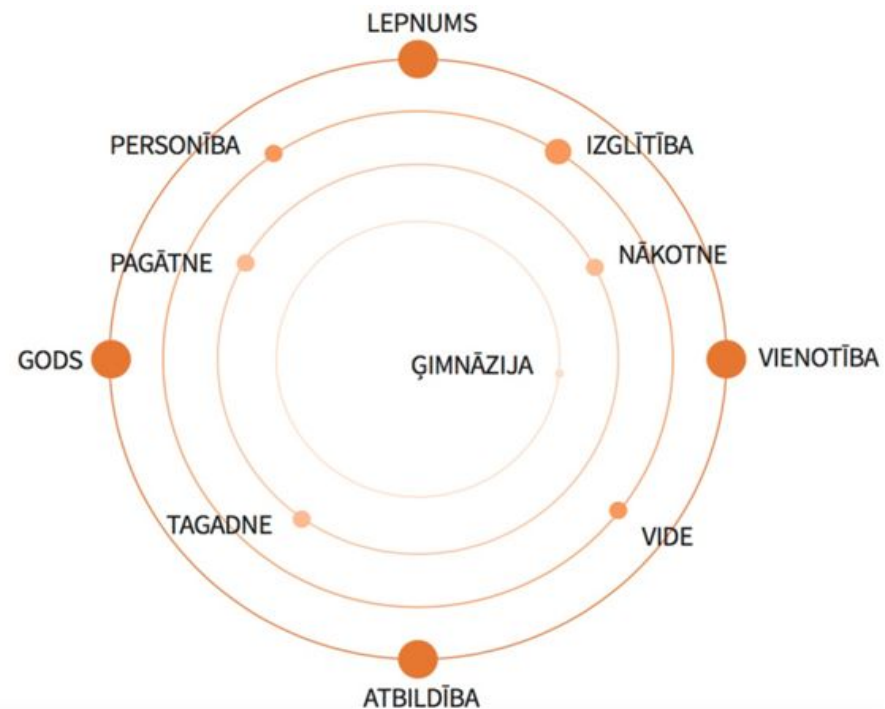 LEPNUMS
PERSONĪBA
IZGLĪTĪBA
PAGĀTNE
NĀKOTNE
GODS
ĢIMNĀZIJA
VIENOTĪBA
TAGADNE
VIDE
ATBILDĪBA